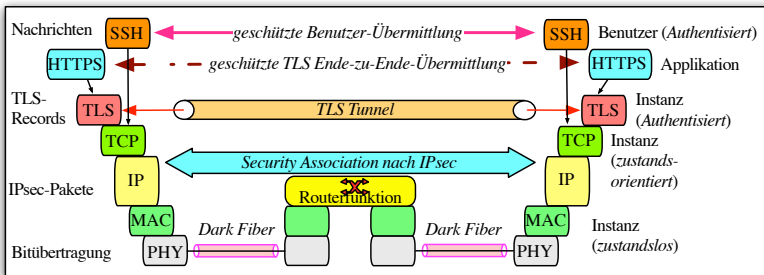 Nachrichten SSH geschützte Benutzer-Übermittlung SSH Benutzer (Authentisiert)
HTTPS geschützte TLS Ende-zu-Ende-Übermittlung HTTPS Applikation
TLS-
Records
TLS TLS Tunnel TLS
Instanz
(Authentisiert)
TCP TCP
Instanz
(zustands-
orientiert)
IP Security Association nach IPsec IP
IPsec-Pakete
X
Routerfunktion
MAC Dark Fiber Dark Fiber MAC
Instanz
(zustandslos)
Bitübertragung PHY PHY